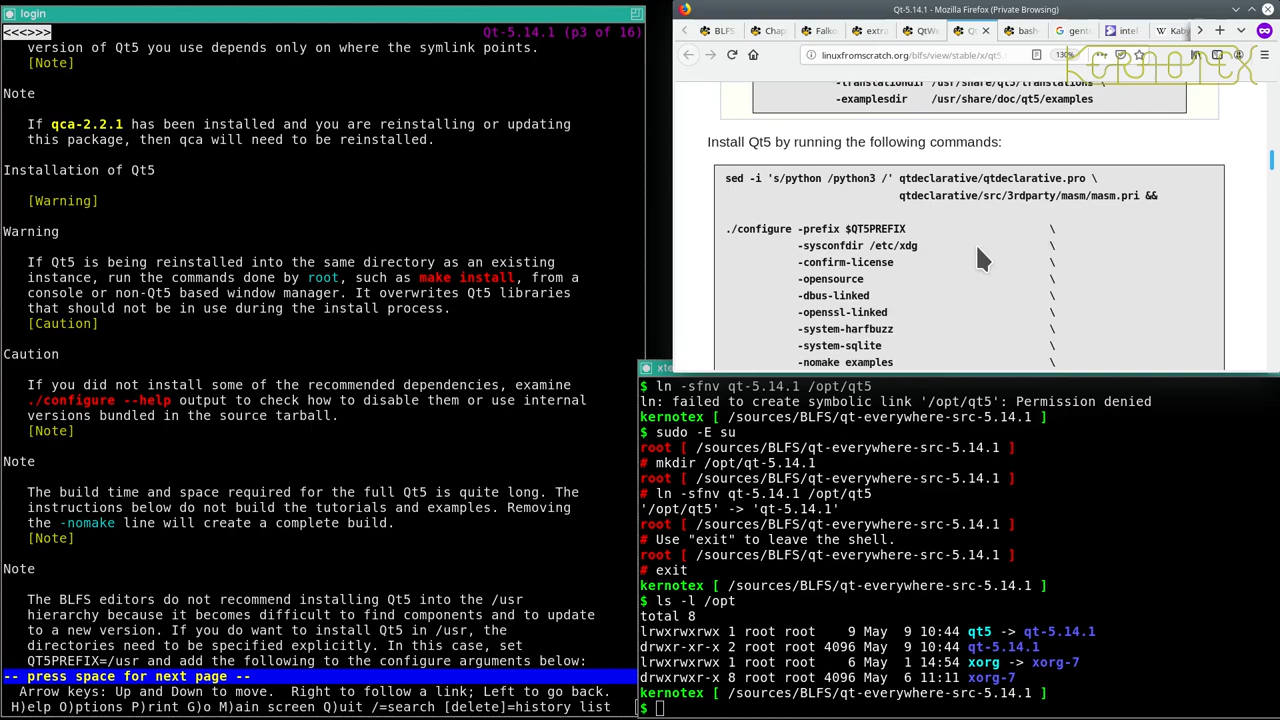 login
<<<>>> Qt-5.14.1 (p3 of 16)
version of Qt5 you use depends only on where the symlink points.
[Note]
Note
If qca-2.2.1 has been installed and you are reinstalling or updating
this package, then qca will need to be reinstalled.
Installation of Qt5
[Warning]
Warning
If Qt5 is being reinstalled into the same directory as an existing
instance, run the commands done by root, such as make install, from a
console or non-Qt5 based window manager. It overwrites Qt5 libraries
that should not be in use during the install process.
[Caution]
Caution
If you did not install some of the recommended dependencies, examine
./configure --help output to check how to disable them or use internal
versions bundled in the source tarball.
[Note]
Note
The build time and space required for the full Qt5 is quite long. The
instructions below do not build the tutorials and examples. Removing
the -nomake line will create a complete build.
[Note]
Note
The BLFS editors do not recommend installing Qt5 into the /usr
hierarchy because it becomes difficult to find components and to update
to a new version. If you do want to install Qt5 in /usr, the
directories need to be specified explicitly. In this case, set
QT5PREFIX=/usr and add the following to the configure arguments below:
-- press space for next page --
Arrow keys: Up and Down to move. Right to follow a link; Left to go back.
H)elp O)ptions P)rint G)o M)ain screen Q)uit /=search [delete]=history list
Qt-5.14.1 - Mozilla Firefox (Private Browsing)
BLFS Chap Falko extra QtWe Qt bash gent intel Kaby
linuxfromscratch.org/blfs/view/stable/x/qt5. 130%
KERNOTEX
-translationdir /usr/share/qt5/translations \
-examplesdir /usr/share/doc/qt5/examples
Install Qt5 by running the following commands:
sed -i 's/python /python3 /' qtdeclarative/qtdeclarative.pro \
qtdeclarative/src/3rdparty/masm/masm.pri &&
./configure -prefix $QT5PREFIX \
-sysconfdir /etc/xdg \
-confirm-license \
-opensource \
-dbus-linked \
-openssl-linked \
-system-harfbuzz \
-system-sqlite \
-nomake examples \
xte
$ ln -sfnv qt-5.14.1 /opt/qt5
ln: failed to create symbolic link '/opt/qt5': Permission denied
kernotex [ /sources/BLFS/qt-everywhere-src-5.14.1 ]
$ sudo -E su
root [ /sources/BLFS/qt-everywhere-src-5.14.1 ]
# mkdir /opt/qt-5.14.1
root [ /sources/BLFS/qt-everywhere-src-5.14.1 ]
# ln -sfnv qt-5.14.1 /opt/qt5
'/opt/qt5' -> 'qt-5.14.1'
root [ /sources/BLFS/qt-everywhere-src-5.14.1 ]
# Use "exit" to leave the shell.
root [ /sources/BLFS/qt-everywhere-src-5.14.1 ]
# exit
kernotex [ /sources/BLFS/qt-everywhere-src-5.14.1 ]
$ ls -l /opt
total 8
lrwxrwxrwx 1 root root 9 May 9 10:44 qt5 -> qt-5.14.1
drwxr-xr-x 2 root root 4096 May 9 10:44 qt-5.14.1
lrwxrwxrwx 1 root root 6 May 1 14:54 xorg -> xorg-7
drwxrwxrwx 8 root root 4096 May 6 11:11 xorg-7
kernotex [ /sources/BLFS/qt-everywhere-src-5.14.1 ]
$